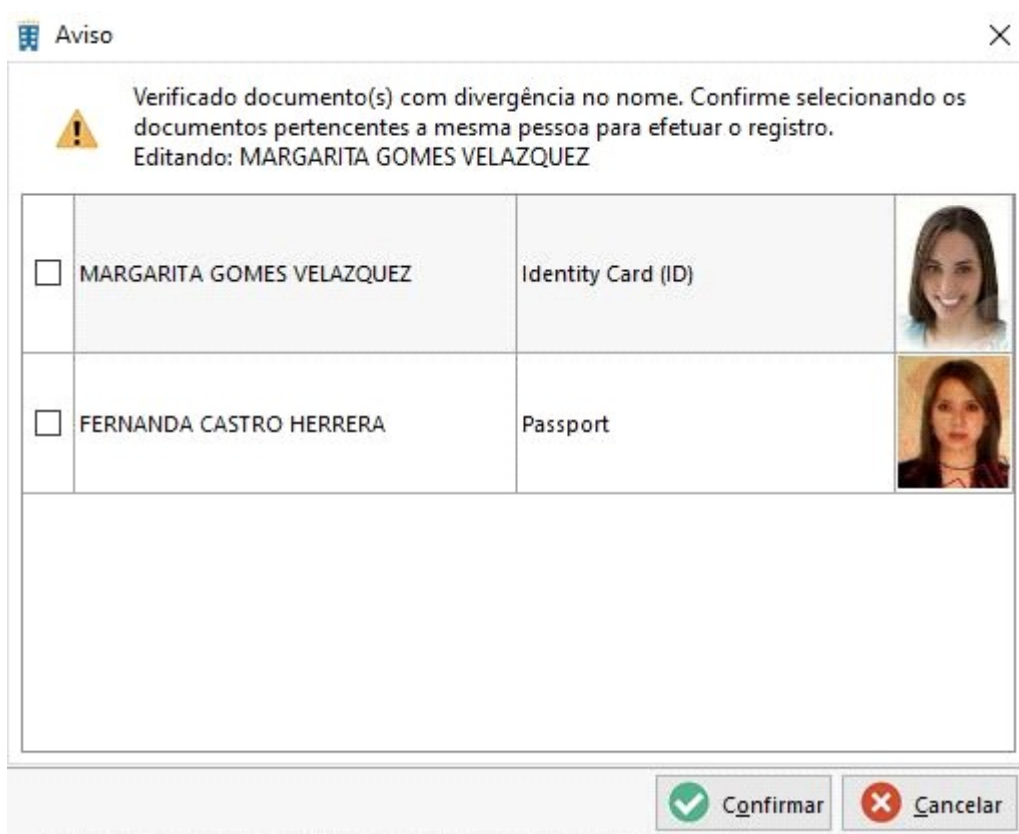 Aviso
Verificado documento(s) com divergência no nome. Confirme selecionando os
documentos pertencentes a mesma pessoa para efetuar o registro.
Editando: MARGARITA GOMES VELAZQUEZ
MARGARITA GOMES VELAZQUEZ Identity Card (ID)
FERNANDA CASTRO HERRERA Passport
Confirmar Cancelar